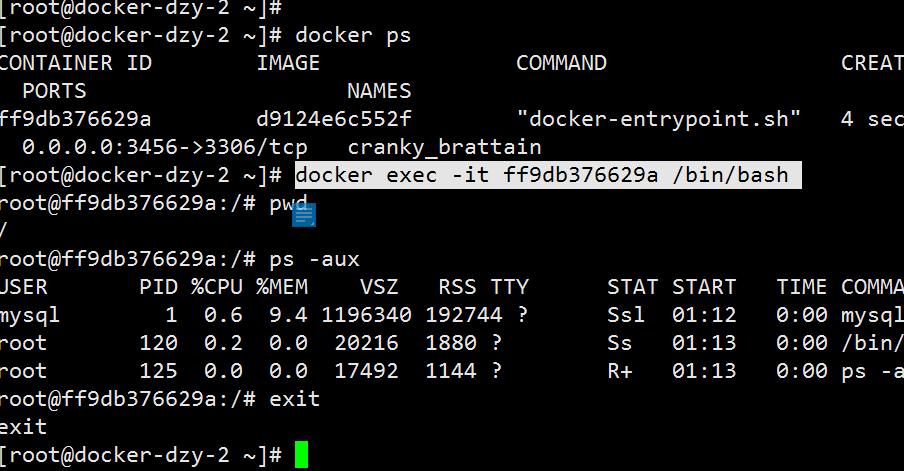 [root@docker-dzy-2 ~]#
[root@docker-dzy-2 ~]# docker ps
CONTAINER ID        IMAGE               COMMAND                  CREAT
  PORTS                    NAMES
ff9db376629a        d9124e6c552f        "docker-entrypoint.sh"   4 sec
  0.0.0.0:3456->3306/tcp   cranky_brattain
[root@docker-dzy-2 ~]# docker exec -it ff9db376629a /bin/bash
root@ff9db376629a:/# pwd
/
root@ff9db376629a:/# ps -aux
USER        PID %CPU %MEM     VSZ    RSS TTY       STAT START   TIME COMMA
mysql         1  0.6  9.4 1196340 192744 ?      Ssl  01:12   0:00 mysql
root        120  0.2  0.0  20216   1880 ?       Ss   01:13   0:00 /bin/
root        125  0.0  0.0  17492   1144 ?       R+   01:13   0:00 ps -a
root@ff9db376629a:/# exit
exit
[root@docker-dzy-2 ~]#